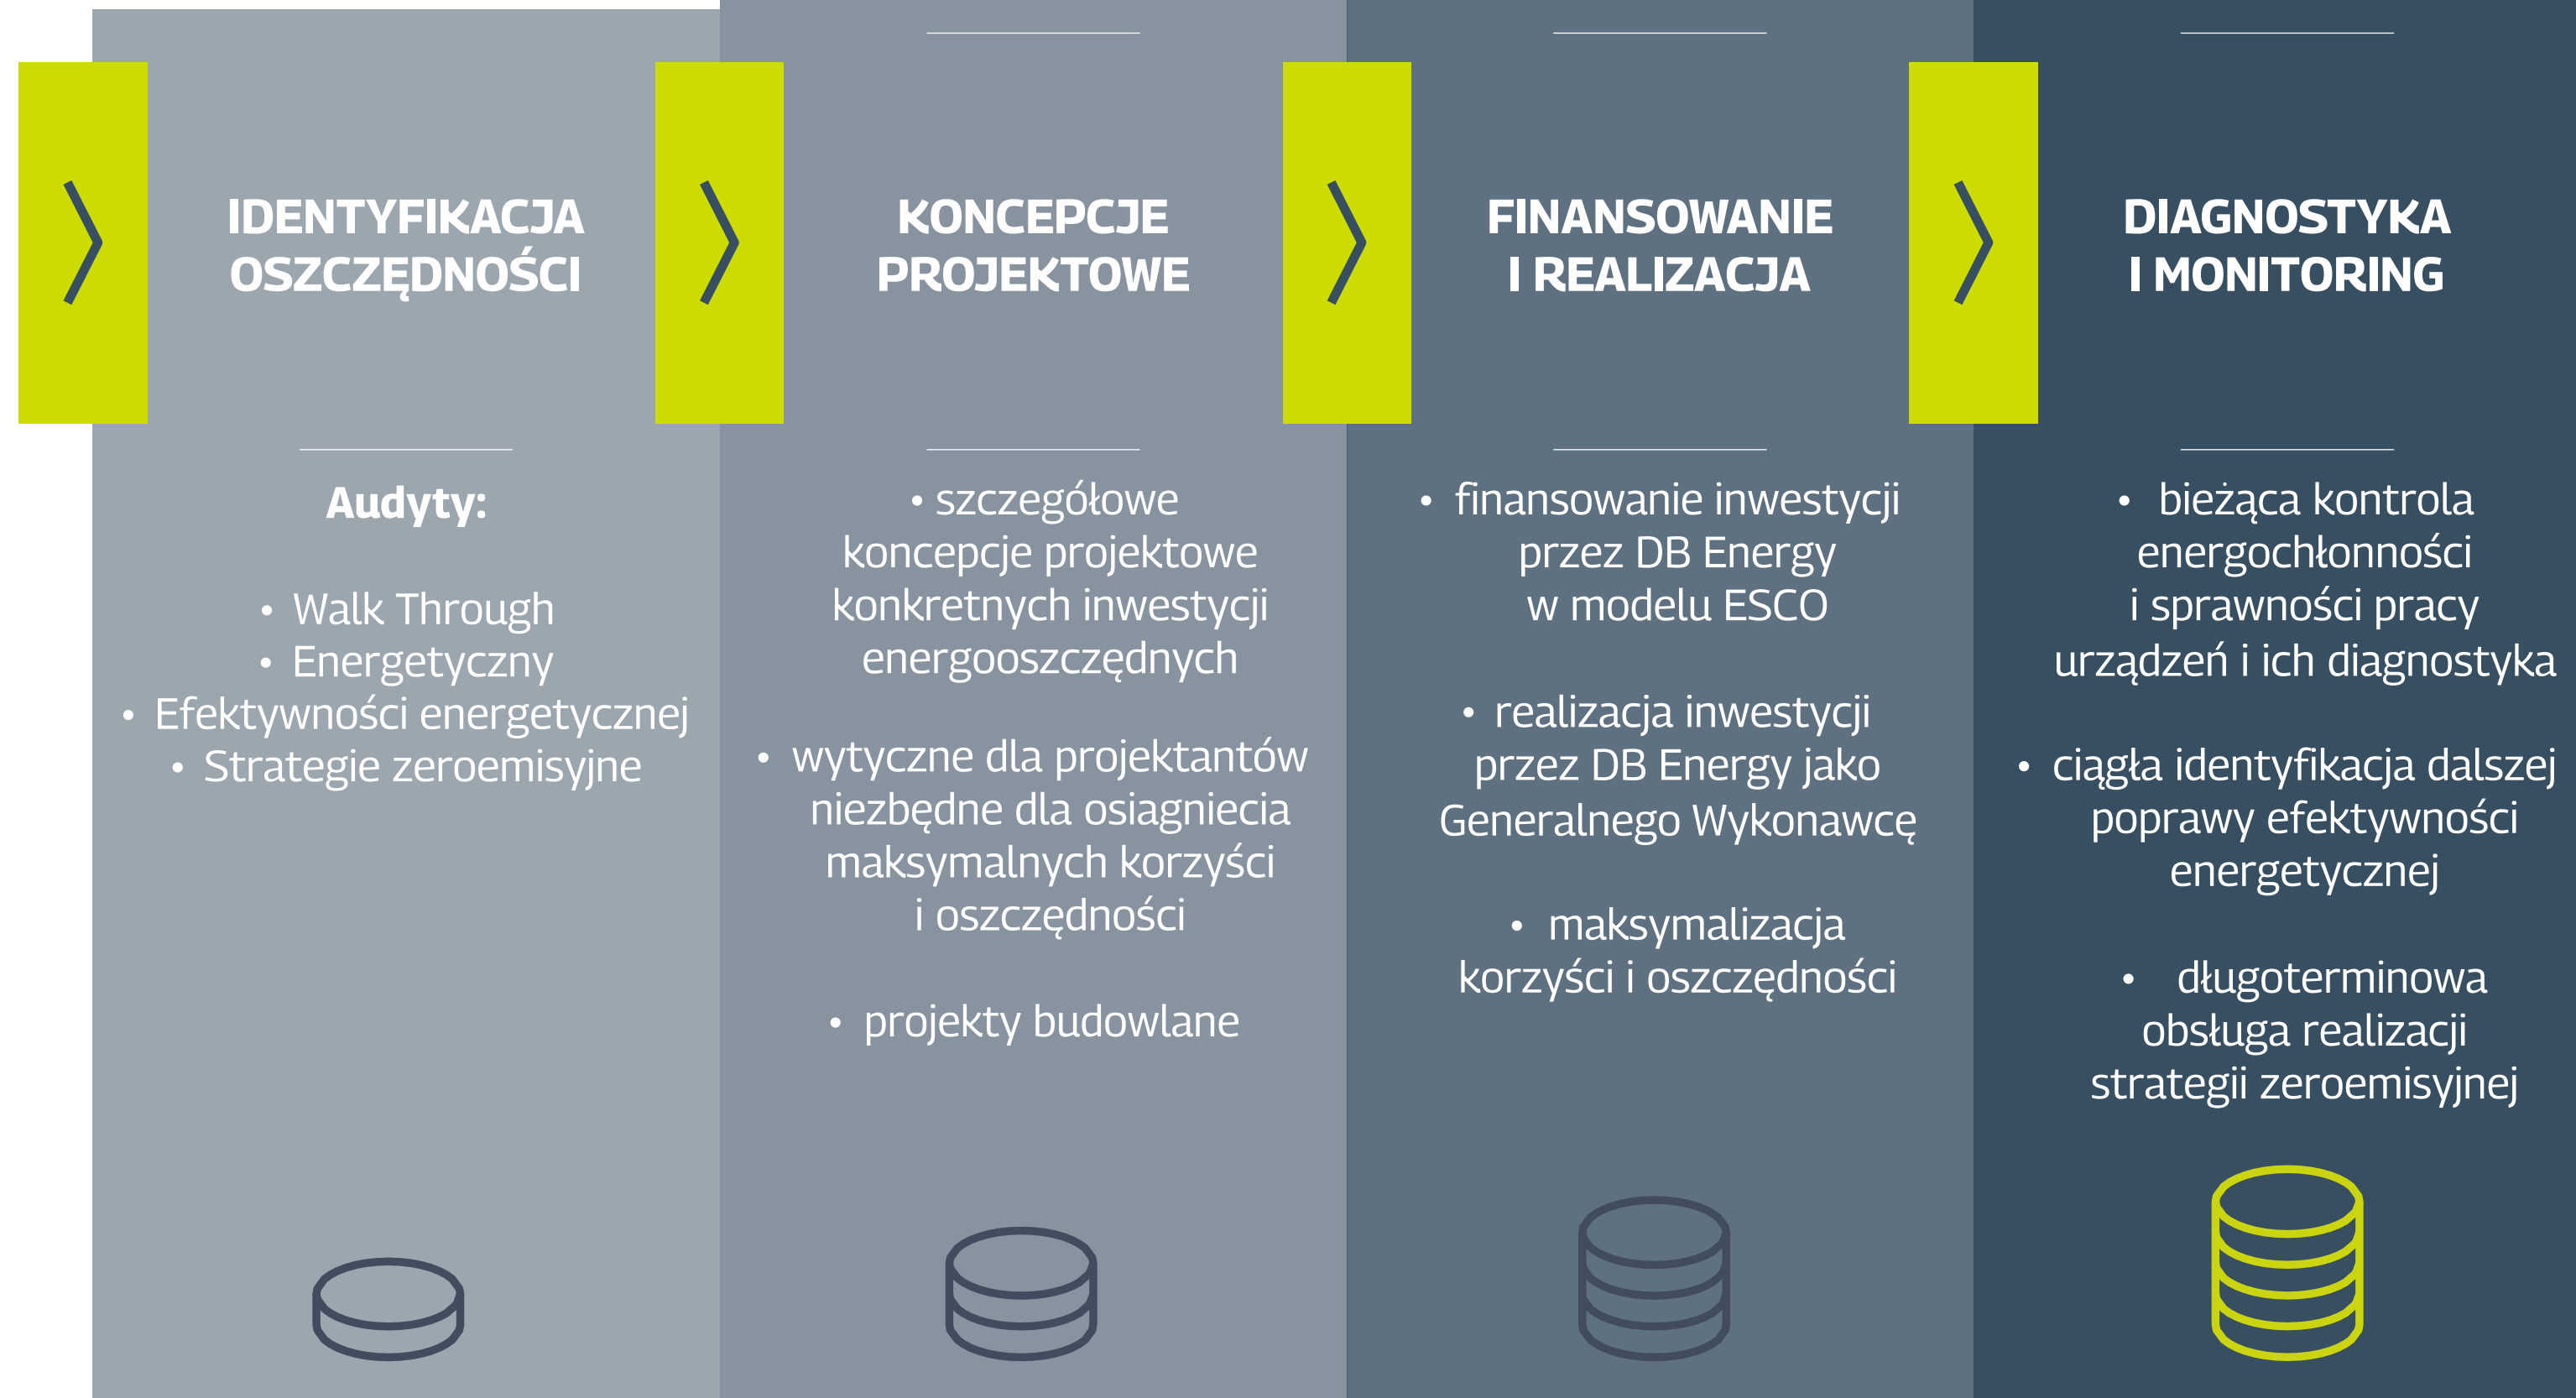 IDENTYFIKACJA
OSZCZĘDNOŚCI
Audyty:
• Walk Through
• Energetyczny
• Efektywności energetycznej
• Strategie zeroemisyjne
KONCEPCJE
PROJEKTOWE
• szczegółowe
koncepcje projektowe
konkretnych inwestycji
energooszczędnych
• wytyczne dla projektantów
niezbędne dla osiagniecia
maksymalnych korzyści
i oszczędności
• projekty budowlane
FINANSOWANIE
I REALIZACJA
• finansowanie inwestycji
przez DB Energy
w modelu ESCO
• realizacja inwestycji
przez DB Energy jako
Generalnego Wykonawcę
• maksymalizacja
korzyści i oszczędności
DIAGNOSTYKA
I MONITORING
• bieżąca kontrola
energochłonności
i sprawności pracy
urządzeń i ich diagnostyka
• ciągła identyfikacja dalszej
poprawy efektywności
energetycznej
• długoterminowa
obsługa realizacji
strategii zeroemisyjnej